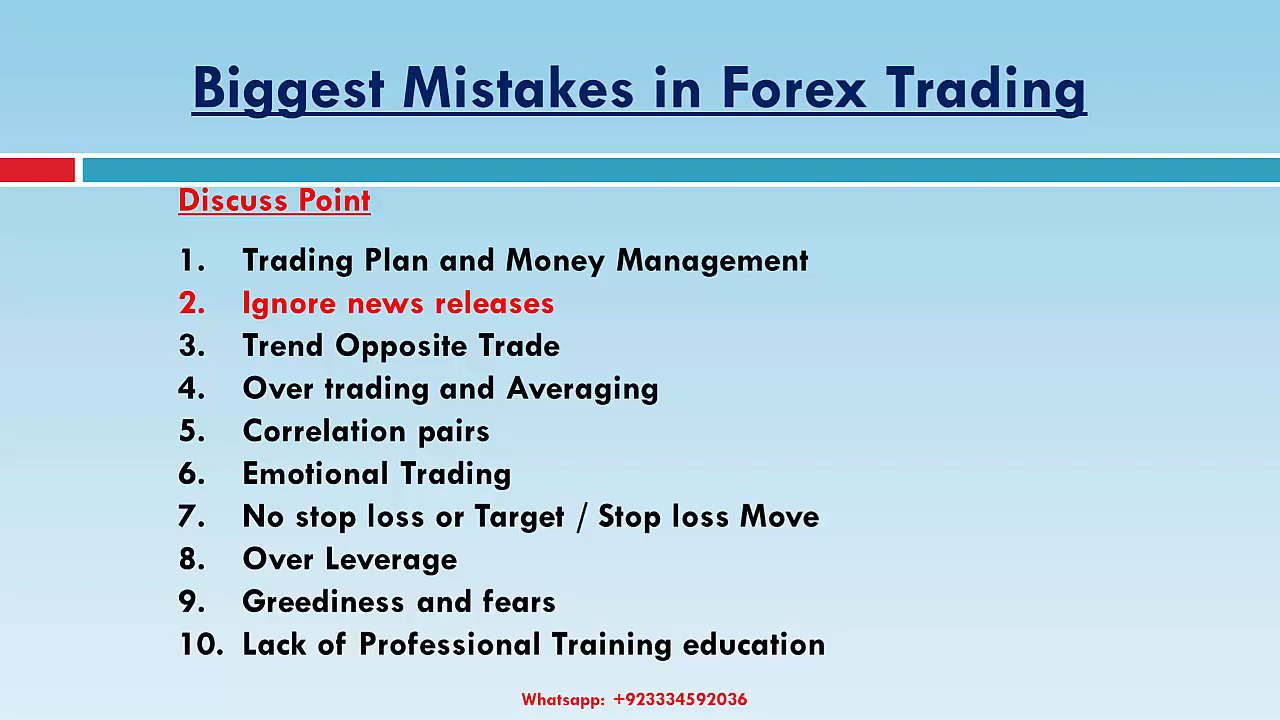 Biggest Mistakes in Forex Trading
Discuss Point
1. Trading Plan and Money Management
2. Ignore news releases
3. Trend Opposite Trade
4. Over trading and Averaging
5. Correlation pairs
6. Emotional Trading
7. No stop loss or Target / Stop loss Move
8. Over Leverage
9. Greediness and fears
10. Lack of Professional Training education
Whatsapp: +923334592036